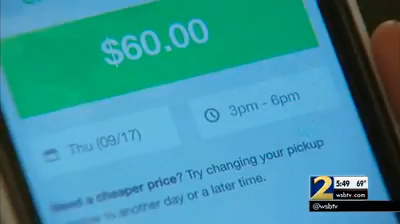 $60.00
Thu (09/17)
3pm - 6pm
Need a cheaper price? Try changing your pickup
window to another day or a later time.
2 5:49 69°
wsbtv.com
@wsbtv